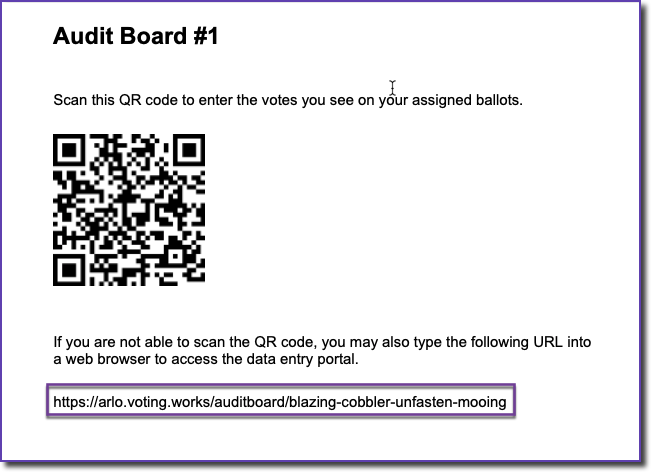 Audit Board #1
Scan this QR code to enter the votes you see on your assigned ballots.
If you are not able to scan the QR code, you may also type the following URL into
a web browser to access the data entry portal.
https://arlo.voting.works/auditboard/blazing-cobbler-unfasten-mooing